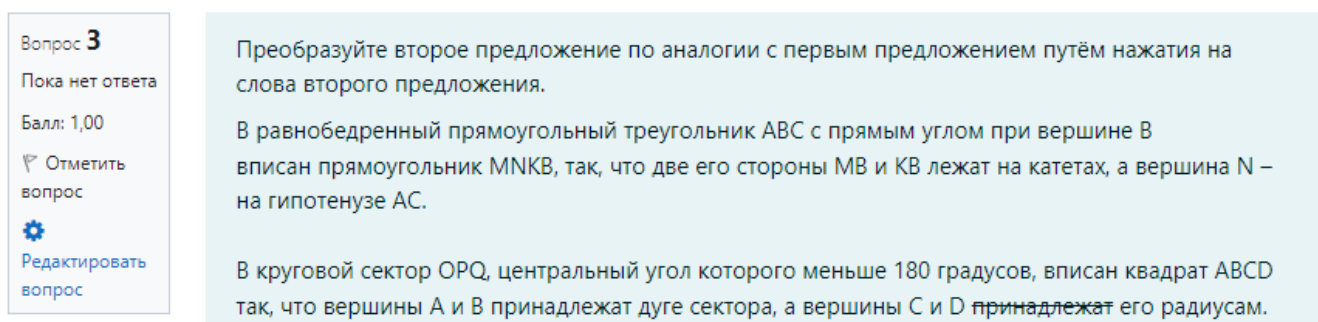 Вопрос 3
Пока нет ответа
Балл: 1,00
Отметить
вопрос
Редактировать
вопрос
Преобразуйте второе предложение по аналогии с первым предложением путём нажатия на
слова второго предложения.
В равнобедренный прямоугольный треугольник ABC с прямым углом при вершине B
вписан прямоугольник MNKB, так, что две его стороны MB и KB лежат на катетах, а вершина N –
на гипотенузе AC.
В круговой сектор OPQ, центральный угол которого меньше 180 градусов, вписан квадрат ABCD
так, что вершины A и B принадлежат дуге сектора, а вершины C и D принадлежат его радиусам.